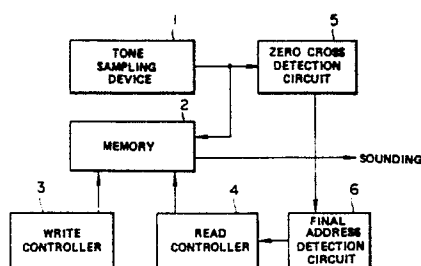 1
TONE
SAMPLING
DEVICE
5
ZERO CROSS
DETECTION
CIRCUIT
2
MEMORY
SOUNDING
3
WRITE
CONTROLLER
4
READ
CONTROLLER
6
FINAL
ADDRESS
DETECTION
CIRCUIT